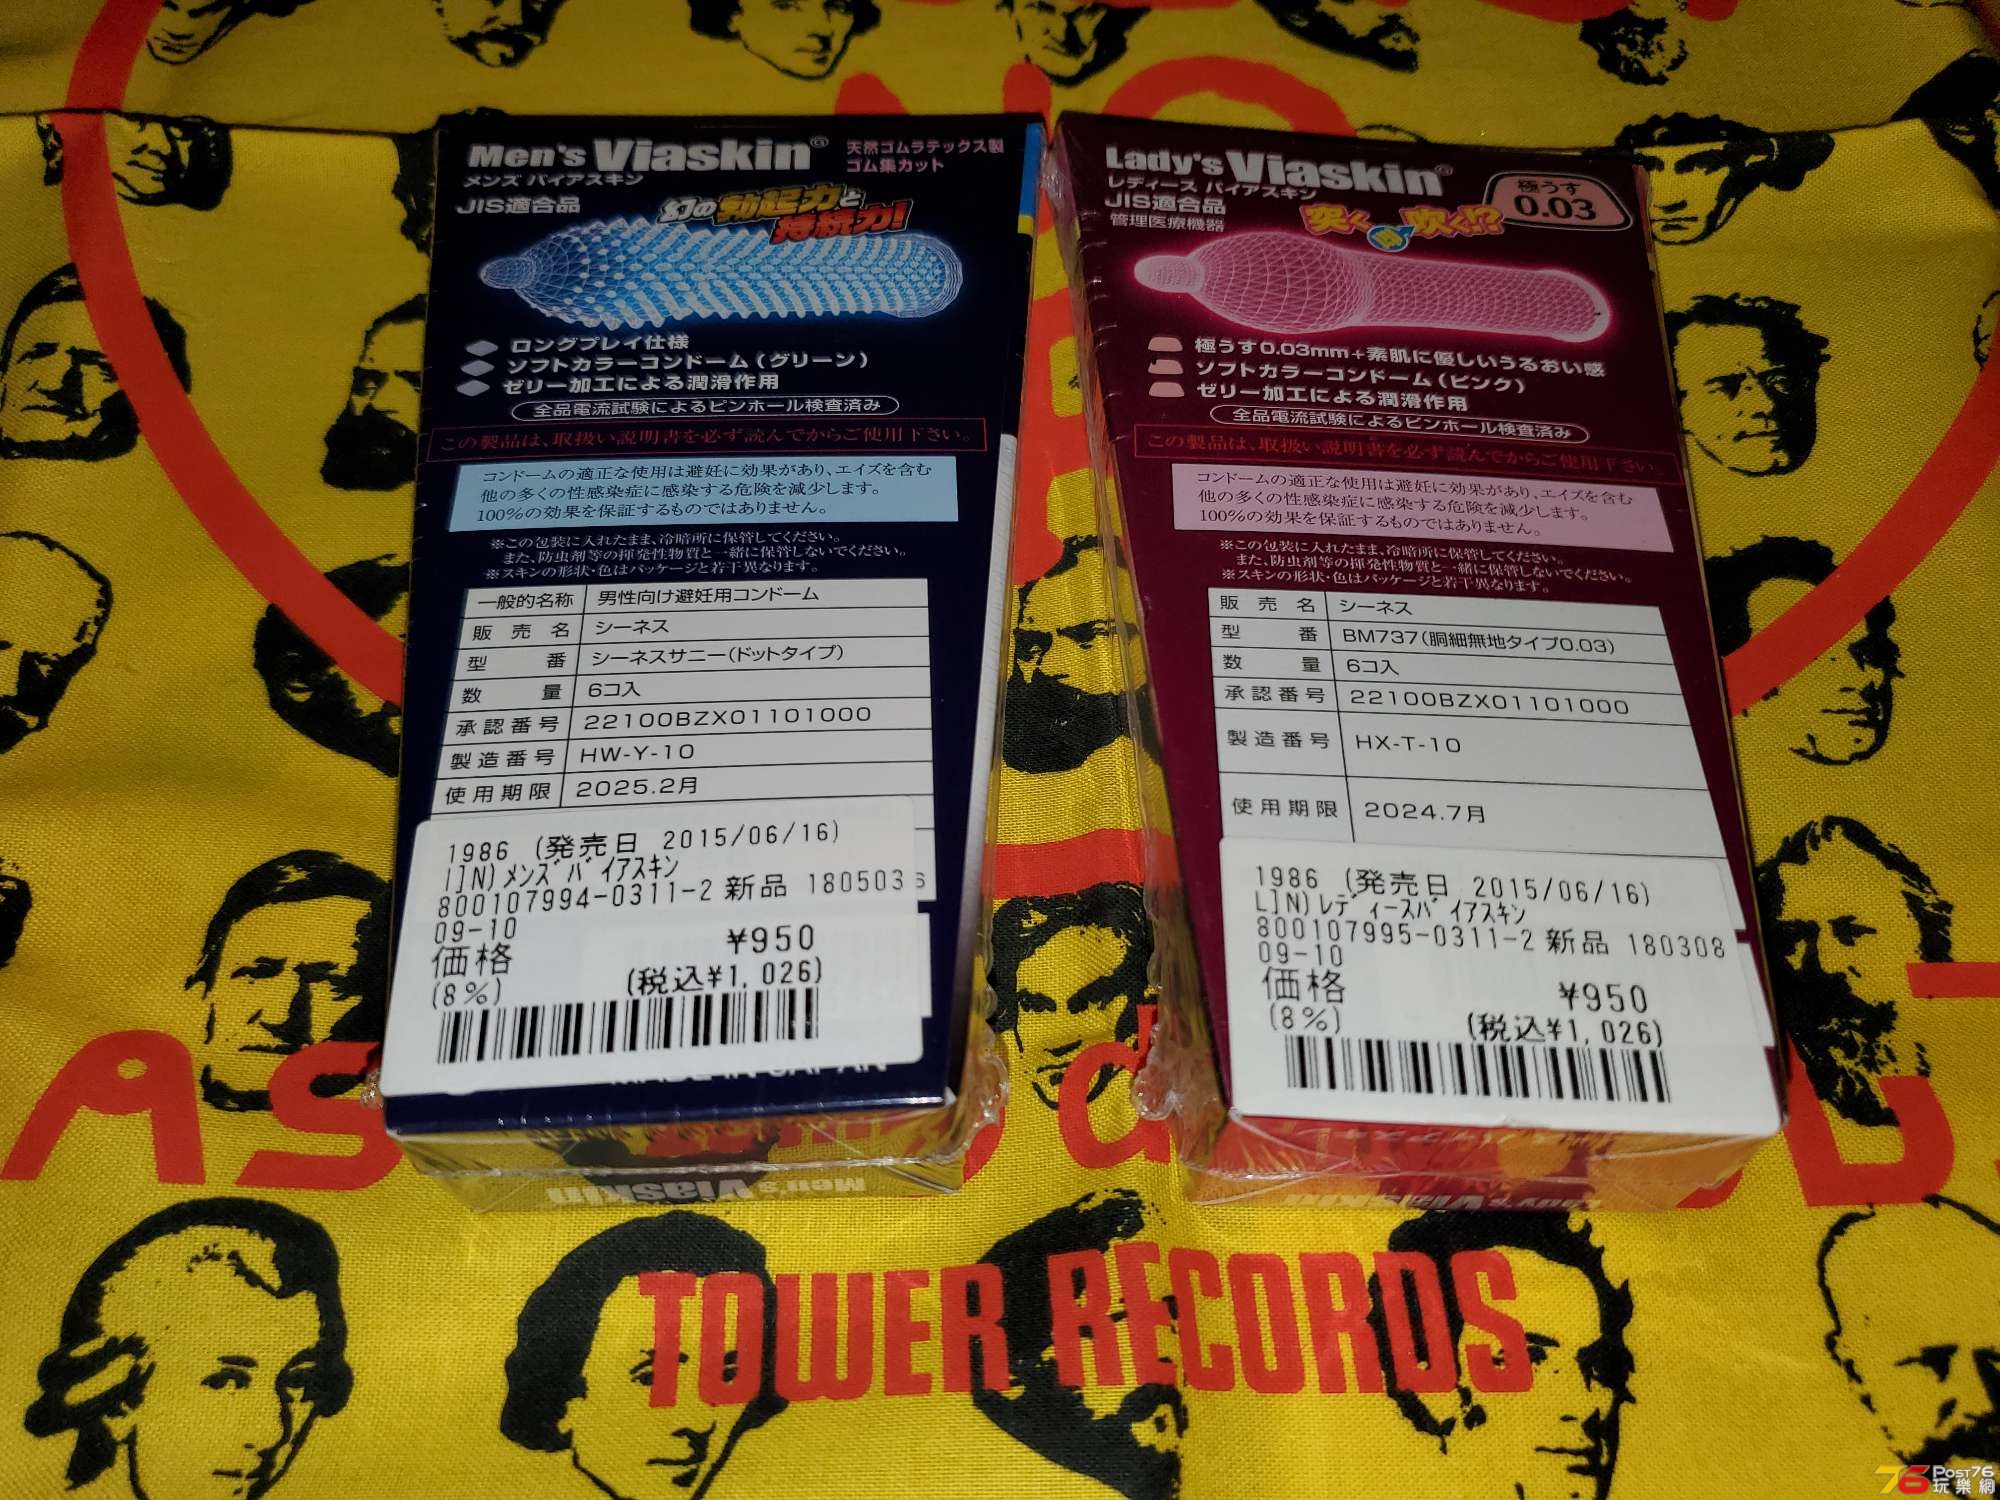 Men's Viaskin
メンズ バイアスキン
天然ゴムラテックス製
ゴム集カット
JIS適合品
幻の勃起力と
持続力!
ロングプレイ仕様
ソフトカラーコンドーム(グリーン)
ゼリー加工による潤滑作用
全品電流試験によるピンホール検査済み
この製品は、取扱い説明書を必ず読んでからご使用下さい。
コンドームの適正な使用は避妊に効果があり、エイズを含む
他の多くの性感染症に感染する危険を減少します。
100%の効果を保証するものではありません。
※この包装に入れたまま、冷暗所に保管してください。
また、防虫剤等の揮発性物質と一緒に保管しないでください。
※スキンの形状・色はパッケージと若干異なります。
一般的名称 男性向け避妊用コンドーム
販売名 シーネス
型番 シーネスサニー(ドットタイプ)
数量 6コ入
承認番号 22100BZX01101000
製造番号 HW-Y-10
使用期限 2025.2月
1986 (発売日 2015/06/16)
L]N)メンズバイアスキン
800107994-0311-2 新品 180503 s
09-10
価格 ¥950
(8%) (税込¥1,026)
MADE IN JAPAN
Men's Viaskin
Lady's Viaskin
レディース バイアスキン
JIS適合品
管理医療機器
極うす
0.03
突く 吹く!?
極うす0.03mm+素肌に優しいうるおい感
ソフトカラーコンドーム(ピンク)
ゼリー加工による潤滑作用
全品電流試験によるピンホール検査済み
この製品は、取扱い説明書を必ず読んでからご使用下さい
コンドームの適正な使用は避妊に効果があり、エイズを含む
他の多くの性感染症に感染する危険を減少します。
100%の効果を保証するものではありません。
※この包装に入れたまま、冷暗所に保管してください。
また、防虫剤等の揮発性物質と一緒に保管しないでください。
※スキンの形状・色はパッケージと若干異なります。
販売名 シーネス
型番 BM737(胴細無地タイプ0.03)
数量 6コ入
承認番号 22100BZX01101000
製造番号 HX-T-10
使用期限 2024.7月
1986 (発売日 2015/06/16)
L]N)レディースバイアスキン
800107995-0311-2 新品 180308
09-10
価格 ¥950
(8%) (税込¥1,026)
Lady's Viaskin
TOWER RECORDS
76 POST76
玩樂網